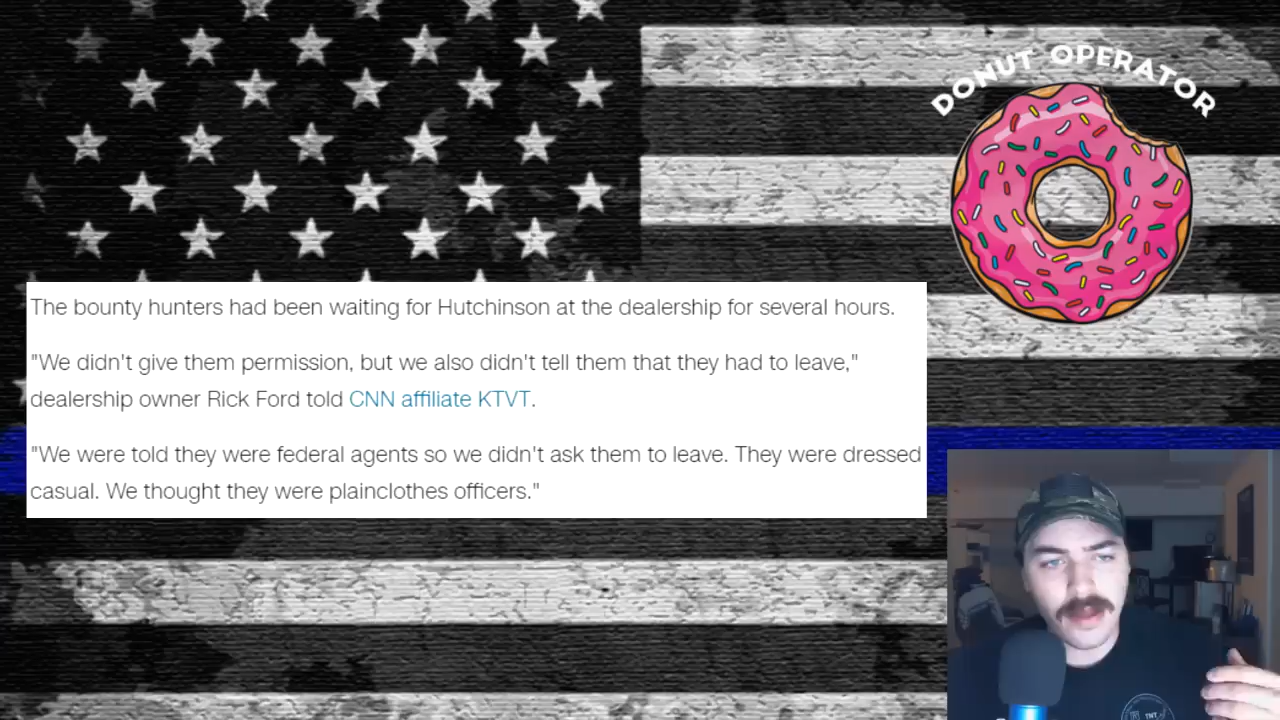 DONUT OPERATOR
The bounty hunters had been waiting for Hutchinson at the dealership for several hours.
"We didn't give them permission, but we also didn't tell them that they had to leave,"
dealership owner Rick Ford told CNN affiliate KTVT.
"We were told they were federal agents so we didn't ask them to leave. They were dressed
casual. We thought they were plainclothes officers."